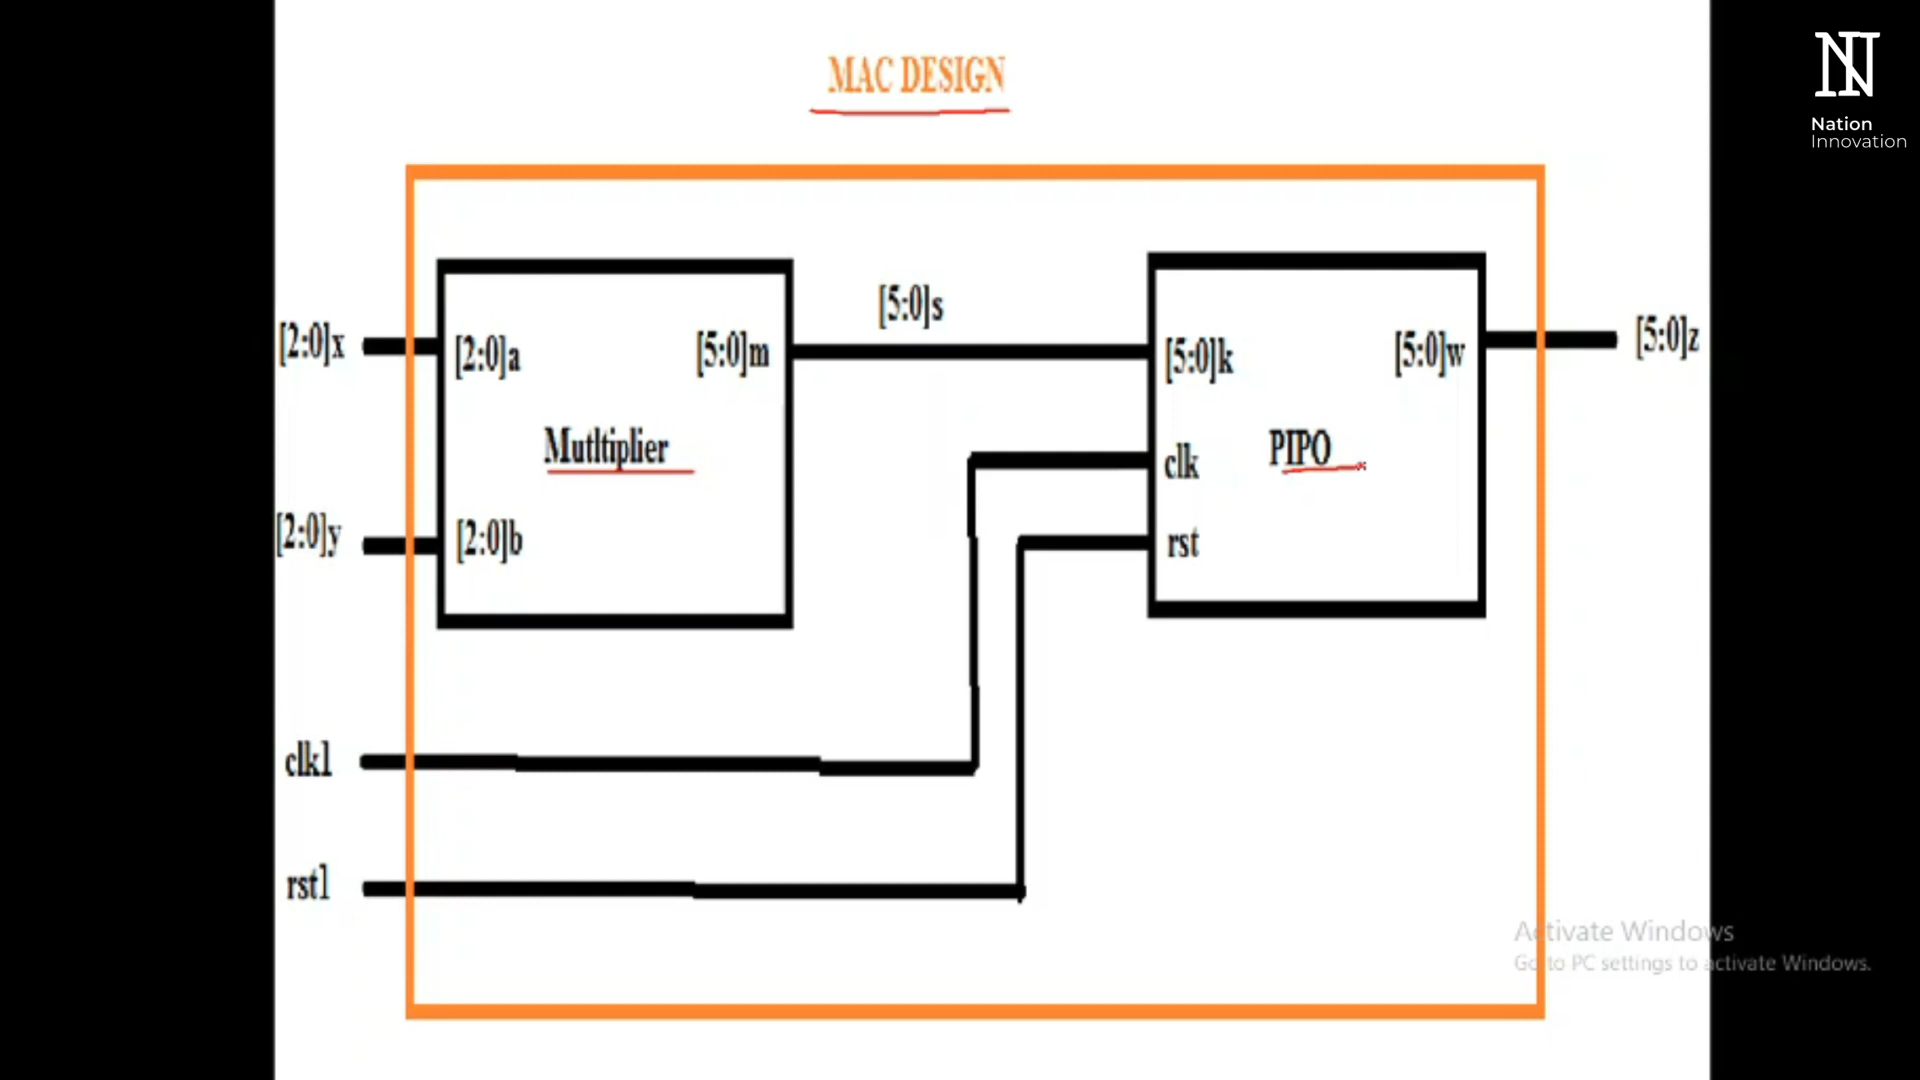 MAC DESIGN
NI
Nation
Innovation
[5:0]s
[2:0]x
[2:0]a
[5:0]m
[5:0]k
[5:0]w
[5:0]z
Mutltiplier
PIPO
clk
[2:0]y
[2:0]b
rst
clk1
rst1
Activate Windows
Go to PC settings to activate Windows.